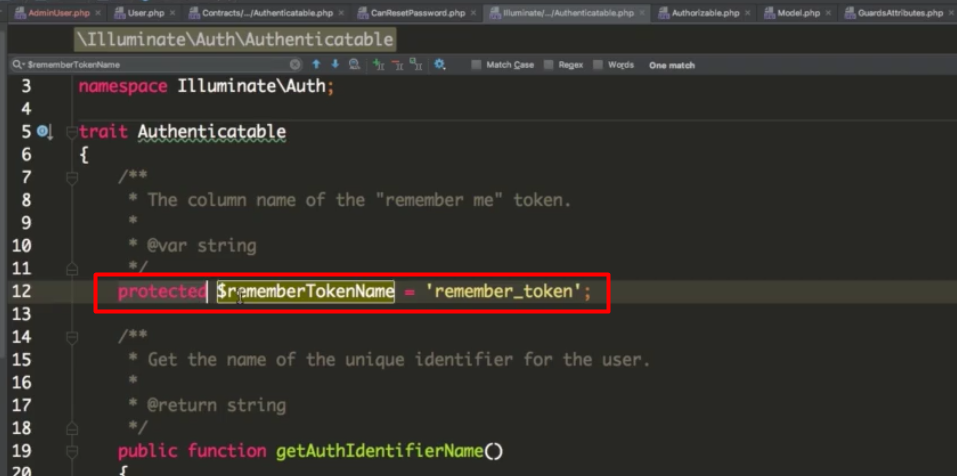 AdminUser.php × User.php × Contracts/.../Authenticatable.php × CanResetPassword.php × Illuminate/.../Authenticatable.php × Authorizable.php × Model.php × GuardsAttributes.php ×
\Illuminate\Auth\Authenticatable
$rememberTokenName Match Case Regex Words One match
3 namespace Illuminate\Auth;
4
5 trait Authenticatable
6 {
7 /**
8 * The column name of the "remember me" token.
9 *
10 * @var string
11 */
12 protected $rememberTokenName = 'remember_token';
13
14 /**
15 * Get the name of the unique identifier for the user.
16 *
17 * @return string
18 */
19 public function getAuthIdentifierName()
20 {